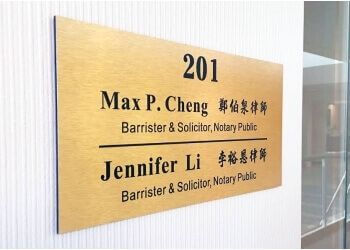 201
Max P. Cheng 鄭伯榘律師
Barrister & Solicitor, Notary Public
Jennifer Li 李裕恩律師
Barrister & Solicitor, Notary Public